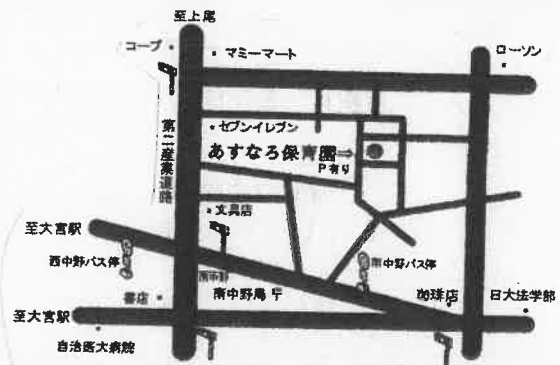 至上尾
コープ
マミーマート
ローソン
第二産業道路
セブンイレブン
あすなろ保育園⇒
P有り
文具店
至大宮駅
西中野バス停
南中野
南中野バス停
書店
南中野局
珈琲店
日大法学部
至大宮駅
自治医大病院